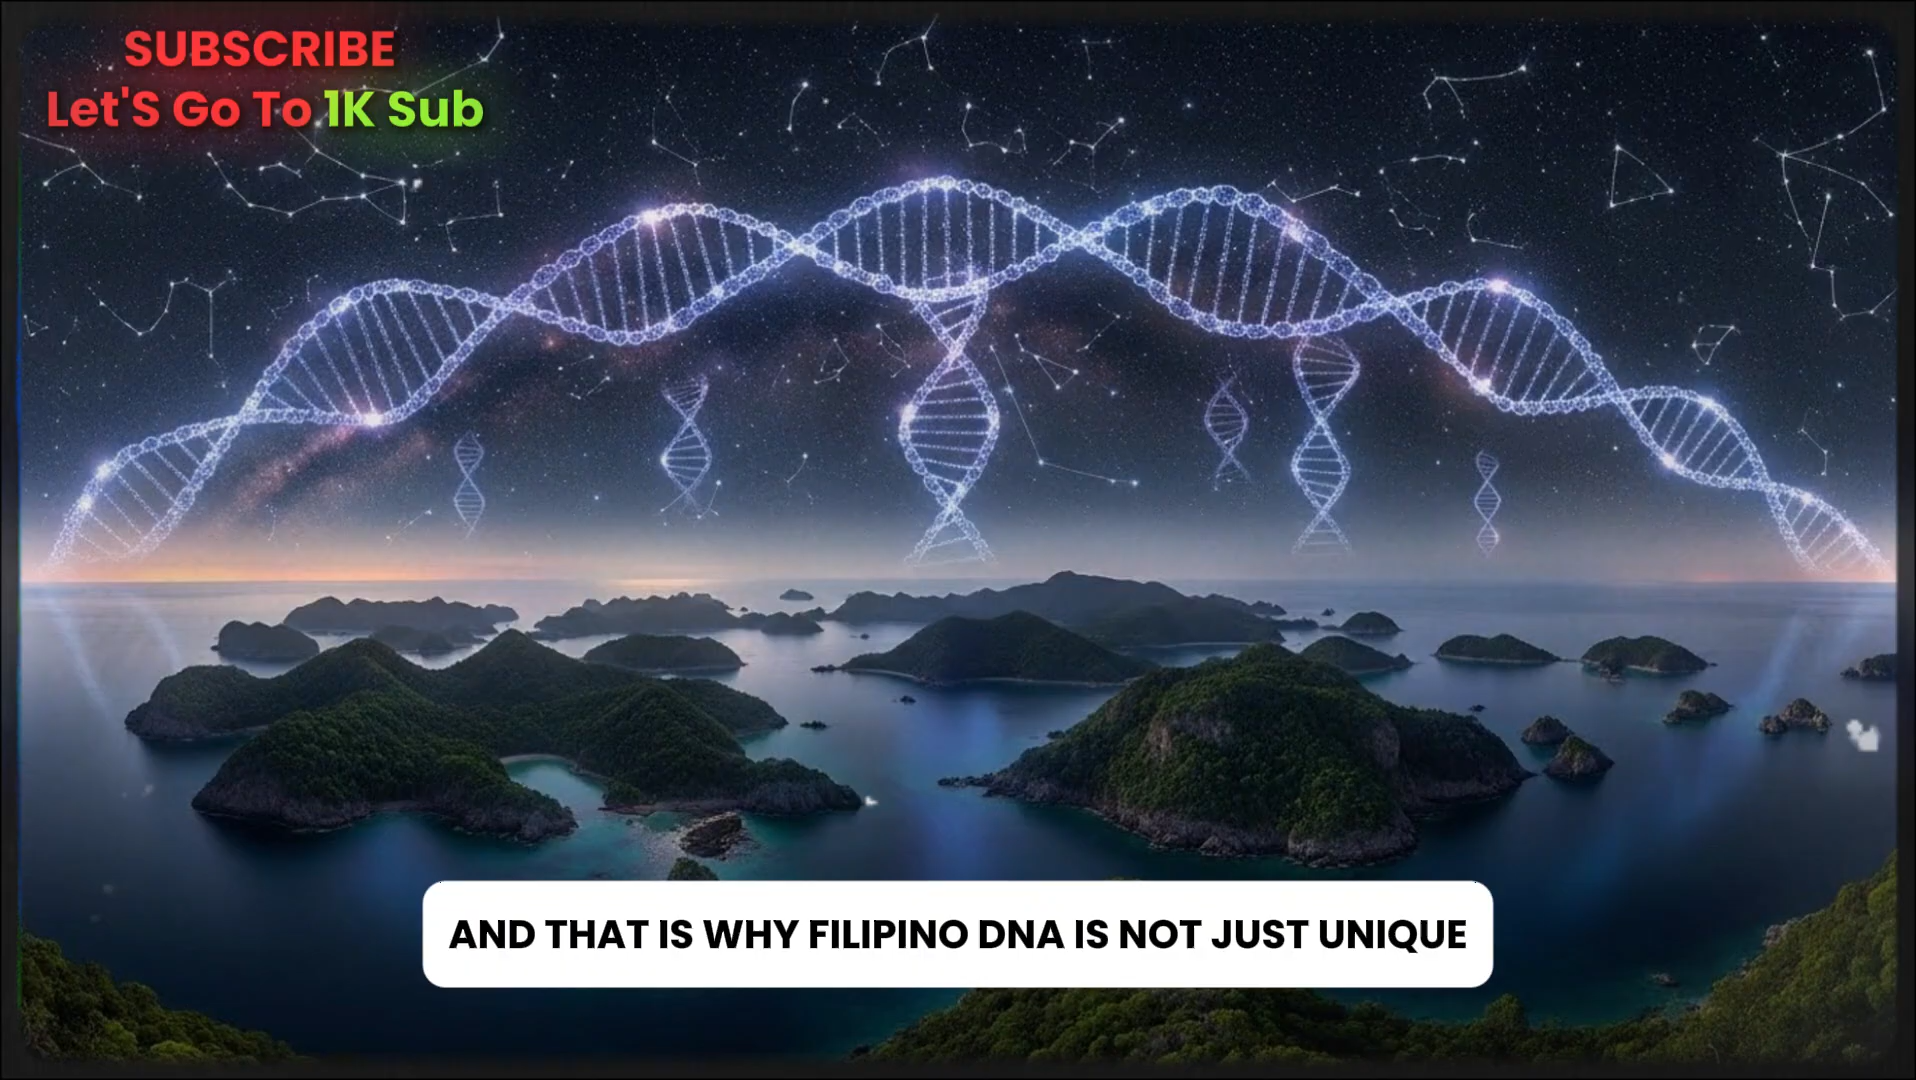 SUBSCRIBE
Let'S Go To 1K Sub
AND THAT IS WHY FILIPINO DNA IS NOT JUST UNIQUE